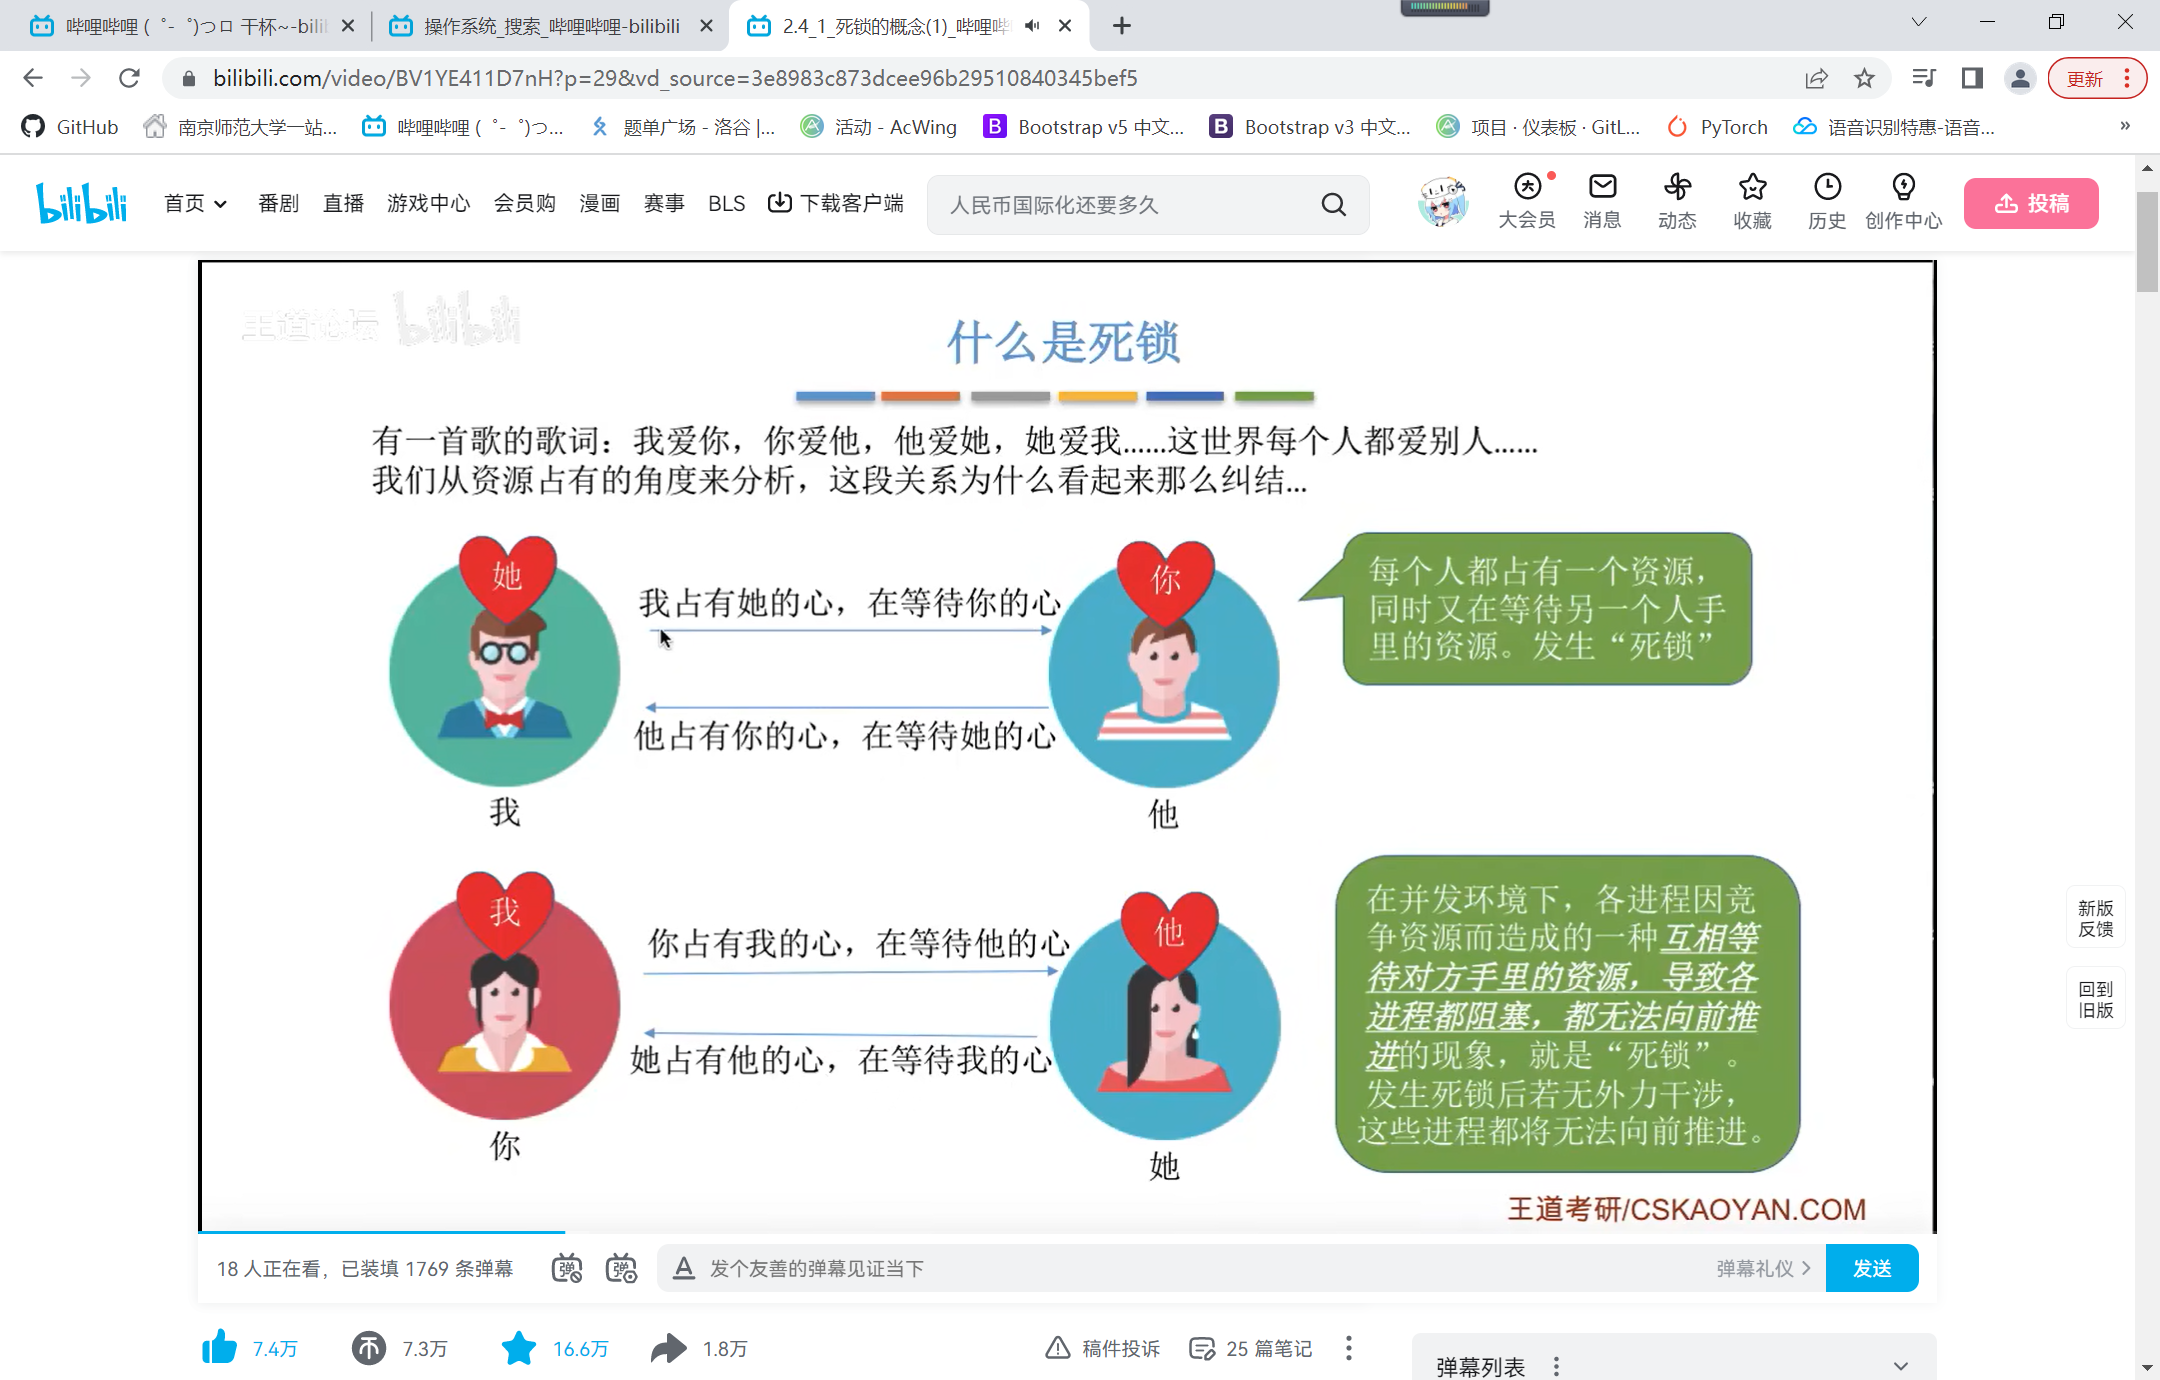 哔哩哔哩 (゜-゜)つロ 干杯~-bili
操作系统_搜索_哔哩哔哩-bilibili
2.4_1_死锁的概念(1)_哔哩哔
bilibili.com/video/BV1YE411D7nH?p=29&vd_source=3e8983c873dcee96b29510840345bef5
更新
GitHub
南京师范大学一站...
哔哩哔哩 (゜-゜)つ...
题单广场 - 洛谷 |...
活动 - AcWing
Bootstrap v5 中文...
Bootstrap v3 中文...
项目 · 仪表板 · GitL...
PyTorch
语音识别特惠-语音...
»
bilibili
首页
番剧
直播
游戏中心
会员购
漫画
赛事
BLS
下载客户端
人民币国际化还要多久
大会员
消息
动态
收藏
历史
创作中心
投稿
王道论坛 bilibili
什么是死锁
有一首歌的歌词：我爱你，你爱他，他爱她，她爱我......这世界每个人都爱别人......
我们从资源占有的角度来分析，这段关系为什么看起来那么纠结...
她
我占有她的心，在等待你的心
你
他占有你的心，在等待她的心
我
他
每个人都占有一个资源，
同时又在等待另一个人手
里的资源。发生“死锁”
我
你占有我的心，在等待他的心
他
她占有他的心，在等待我的心
你
她
在并发环境下，各进程因竞
争资源而造成的一种互相等
待对方手里的资源，导致各
进程都阻塞，都无法向前推
进的现象，就是“死锁”。
发生死锁后若无外力干涉，
这些进程都将无法向前推进。
王道考研/CSKAOYAN.COM
新版
反馈
回到
旧版
18 人正在看，已装填 1769 条弹幕
弹
弹
A
发个友善的弹幕见证当下
弹幕礼仪
发送
7.4万
7.3万
16.6万
1.8万
稿件投诉
25 篇笔记
弹幕列表